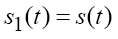 s₁(t) = s(t)